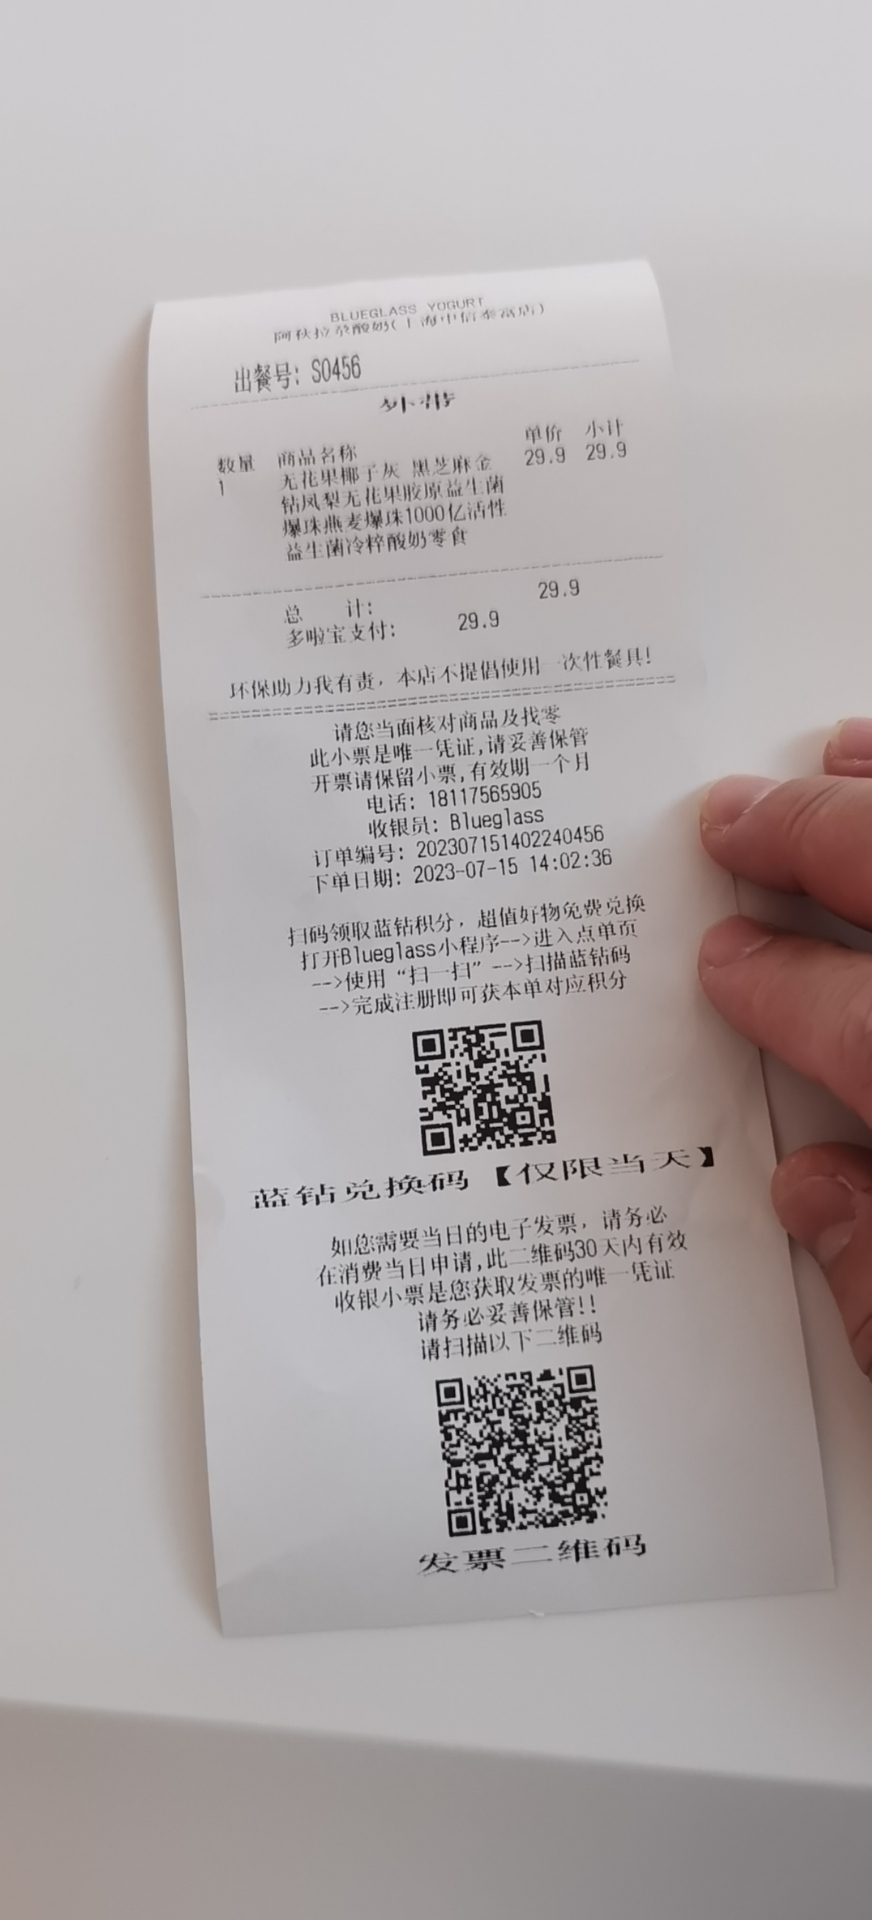 BLUEGLASS YOGURT
阿秋拉尕酸奶(上海中信泰富店)
出餐号: S0456
外带
数量 商品名称 单价 小计
1 无花果椰子灰 黑芝麻金 29.9 29.9
钻凤梨无花果胶原益生菌
爆珠燕麦爆珠1000亿活性
益生菌冷粹酸奶零食
总 计: 29.9
多啦宝支付: 29.9
环保助力我有责，本店不提倡使用一次性餐具!
请您当面核对商品及找零
此小票是唯一凭证,请妥善保管
开票请保留小票,有效期一个月
电话: 18117565905
收银员: Blueglass
订单编号: 202307151402240456
下单日期: 2023-07-15 14:02:36
扫码领取蓝钻积分，超值好物免费兑换
打开Blueglass小程序-->进入点单页
-->使用“扫一扫”-->扫描蓝钻码
-->完成注册即可获本单对应积分
蓝钻兑换码【仅限当天】
如您需要当日的电子发票，请务必
在消费当日申请,此二维码30天内有效
收银小票是您获取发票的唯一凭证
请务必妥善保管!!
请扫描以下二维码
发票二维码